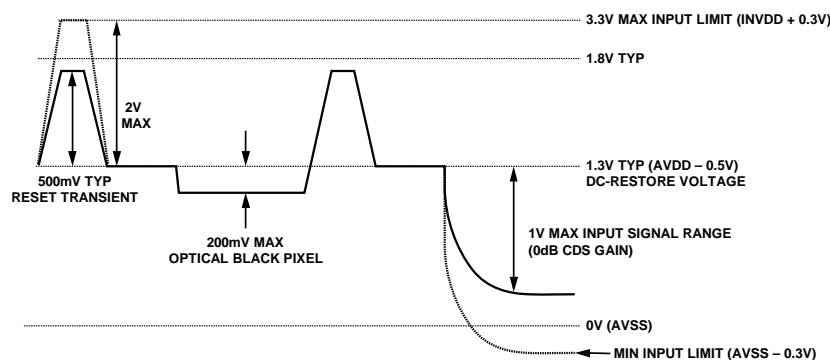 3.3V MAX INPUT LIMIT (INVDD + 0.3V)
1.8V TYP
2V
MAX
500mV TYP
RESET TRANSIENT
1.3V TYP (AVDD – 0.5V)
DC-RESTORE VOLTAGE
200mV MAX
OPTICAL BLACK PIXEL
1V MAX INPUT SIGNAL RANGE
(0dB CDS GAIN)
0V (AVSS)
MIN INPUT LIMIT (AVSS – 0.3V)